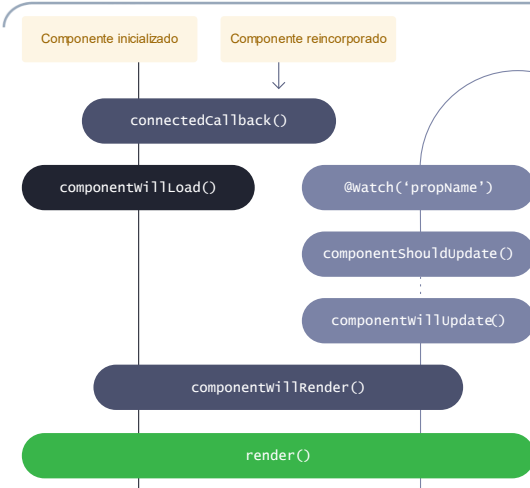 Componente inicializado
Componente reincorporado
connectedCallback()
componentWillLoad()
@Watch(‘propName’)
componentShouldUpdate()
componentWillUpdate()
componentWillRender()
render()